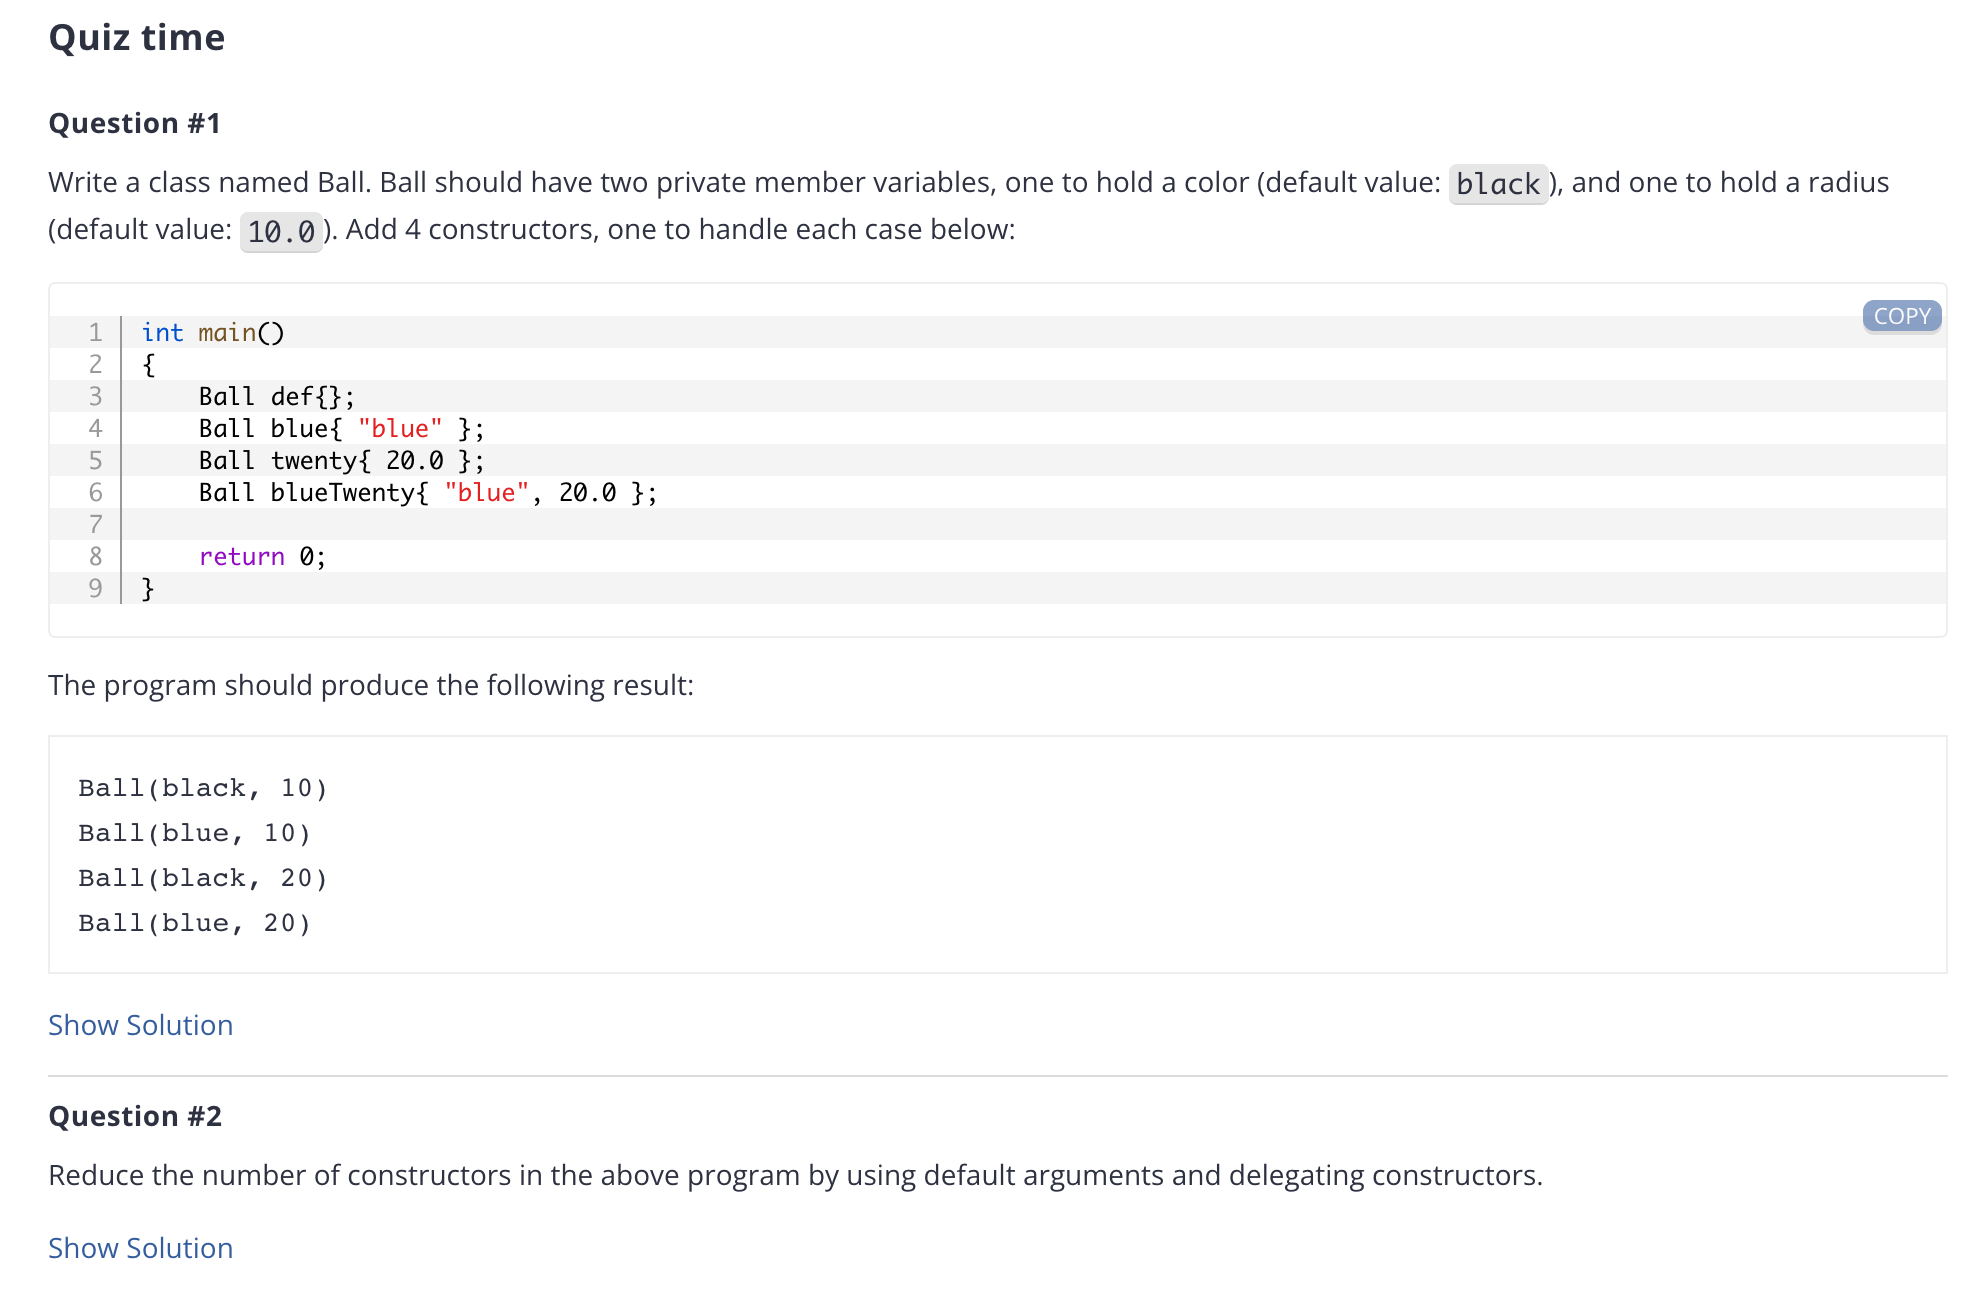 Quiz time
Question #1
Write a class named Ball. Ball should have two private member variables, one to hold a color (default value: black), and one to hold a radius
(default value: 10.0). Add 4 constructors, one to handle each case below:
COPY
1 int main()
2 {
3     Ball def{};
4     Ball blue{ "blue" };
5     Ball twenty{ 20.0 };
6     Ball blueTwenty{ "blue", 20.0 };
7
8     return 0;
9 }
The program should produce the following result:
Ball(black, 10)
Ball(blue, 10)
Ball(black, 20)
Ball(blue, 20)
Show Solution
Question #2
Reduce the number of constructors in the above program by using default arguments and delegating constructors.
Show Solution